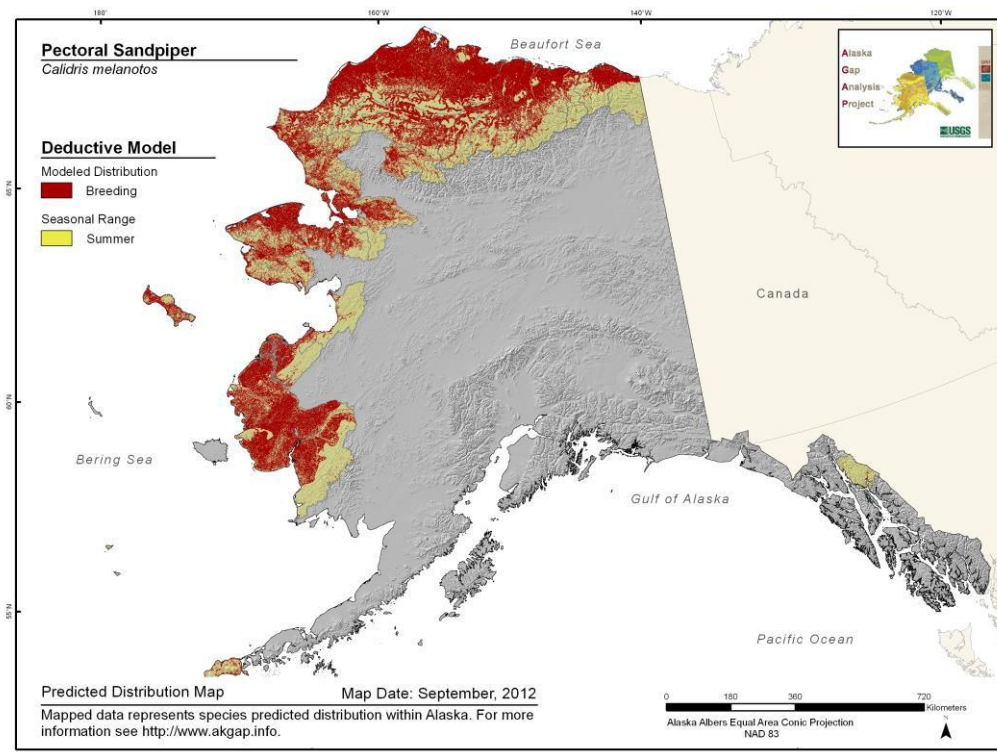 180°
160°W
140°W
120°W
Beaufort Sea
Pectoral Sandpiper
Calidris melanotos
Deductive Model
Modeled Distribution
Breeding
Seasonal Range
Summer
Alaska
Gap
Analysis
Project
USGS
65°N
Canada
60°N
Bering Sea
Gulf of Alaska
55°N
Pacific Ocean
Predicted Distribution Map
Map Date: September, 2012
Mapped data represents species predicted distribution within Alaska. For more
information see http://www.akgap.info.
0 180 360 720
Kilometers
Alaska Albers Equal Area Conic Projection
NAD 83
N